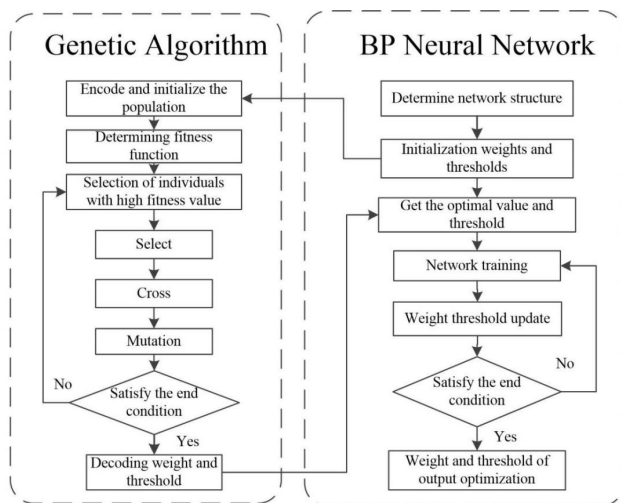 Genetic Algorithm
Encode and initialize the
population
Determining fitness
function
Selection of individuals
with high fitness value
Select
Cross
Mutation
No
Satisfy the end
condition
Yes
Decoding weight and
threshold
BP Neural Network
Determine network structure
Initialization weights and
thresholds
Get the optimal value and
threshold
Network training
Weight threshold update
No
Satisfy the end
condition
Yes
Weight and threshold of
output optimization